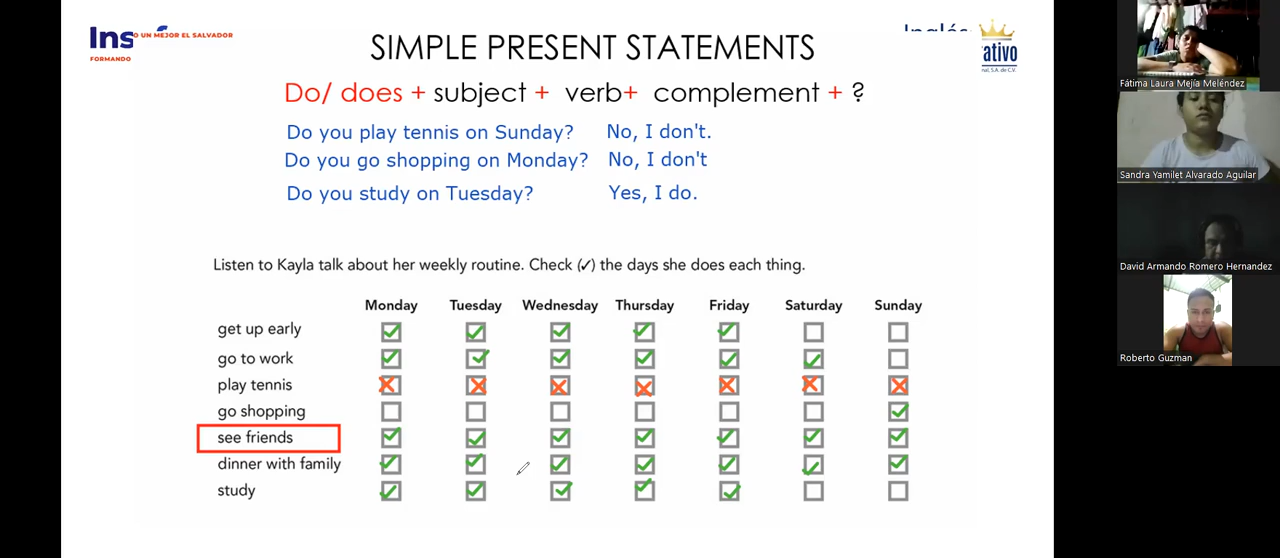 Ins
O UN MEJOR EL SALVADOR
FORMANDO
Inglés
ativo
nal, S.A. de C.V.
SIMPLE PRESENT STATEMENTS
Do/ does + subject + verb+ complement + ?
Do you play tennis on Sunday? No, I don't.
Do you go shopping on Monday? No, I don't
Do you study on Tuesday? Yes, I do.
Listen to Kayla talk about her weekly routine. Check (✓) the days she does each thing.
Monday Tuesday Wednesday Thursday Friday Saturday Sunday
get up early
go to work
play tennis
go shopping
see friends
dinner with family
study
Fátima Laura Mejía Meléndez
Sandra Yamilet Alvarado Aguilar
David Armando Romero Hernandez
Roberto Guzman